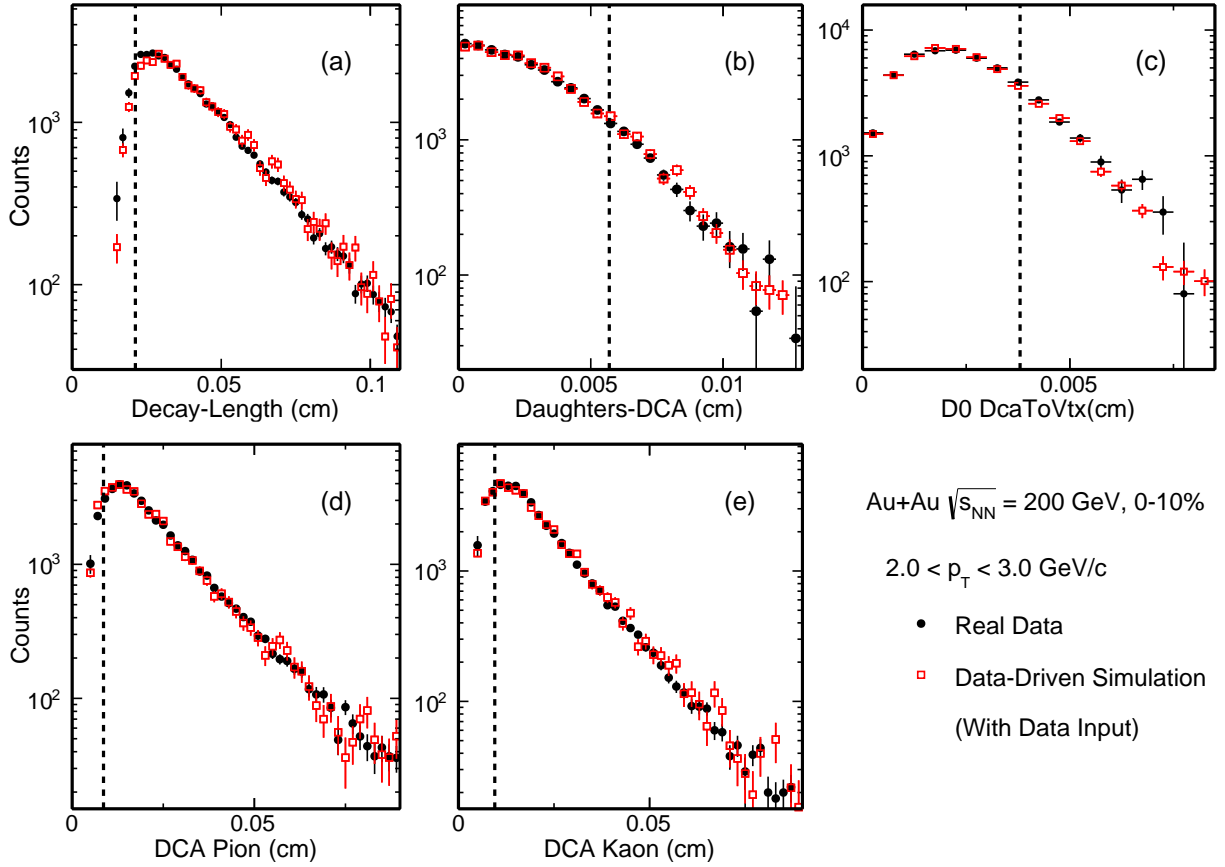 (a)
(b)
(c)
10³
10²
Counts
0 0.05 0.1
Decay-Length (cm)
10³
10²
0 0.005 0.01
Daughters-DCA (cm)
10⁴
10³
10²
0 0.005
D0 DcaToVtx(cm)
(d)
(e)
10³
10²
Counts
0 0.05
DCA Pion (cm)
10³
10²
0 0.05
DCA Kaon (cm)
Au+Au √s_NN = 200 GeV, 0-10%
2.0 < p_T < 3.0 GeV/c
Real Data
Data-Driven Simulation
(With Data Input)